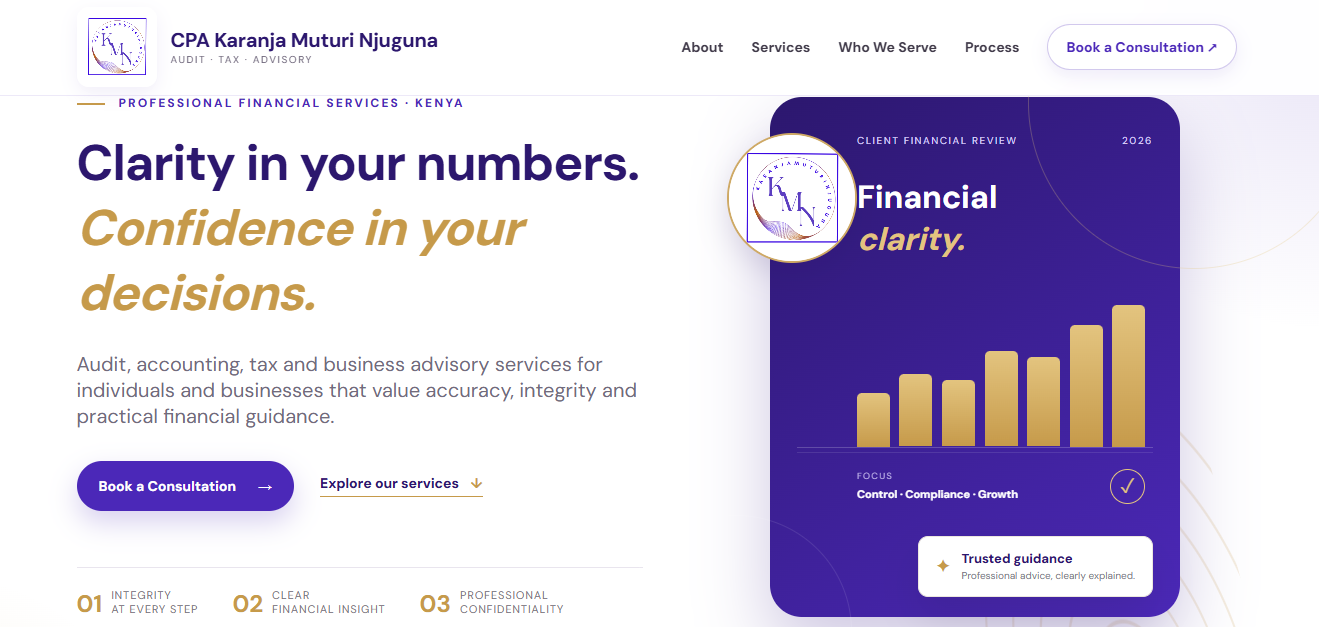 KMN
CPA Karanja Muturi Njuguna
AUDIT · TAX · ADVISORY
About
Services
Who We Serve
Process
Book a Consultation ↗
PROFESSIONAL FINANCIAL SERVICES · KENYA
Clarity in your numbers.
Confidence in your
decisions.
Audit, accounting, tax and business advisory services for
individuals and businesses that value accuracy, integrity and
practical financial guidance.
Book a Consultation →
Explore our services ↓
01 INTEGRITY
AT EVERY STEP
02 CLEAR
FINANCIAL INSIGHT
03 PROFESSIONAL
CONFIDENTIALITY
KARANJA MUTURI NJUGUNA
KMN
CLIENT FINANCIAL REVIEW
2026
Financial
clarity.
FOCUS
Control · Compliance · Growth
✓
✦ Trusted guidance
Professional advice, clearly explained.